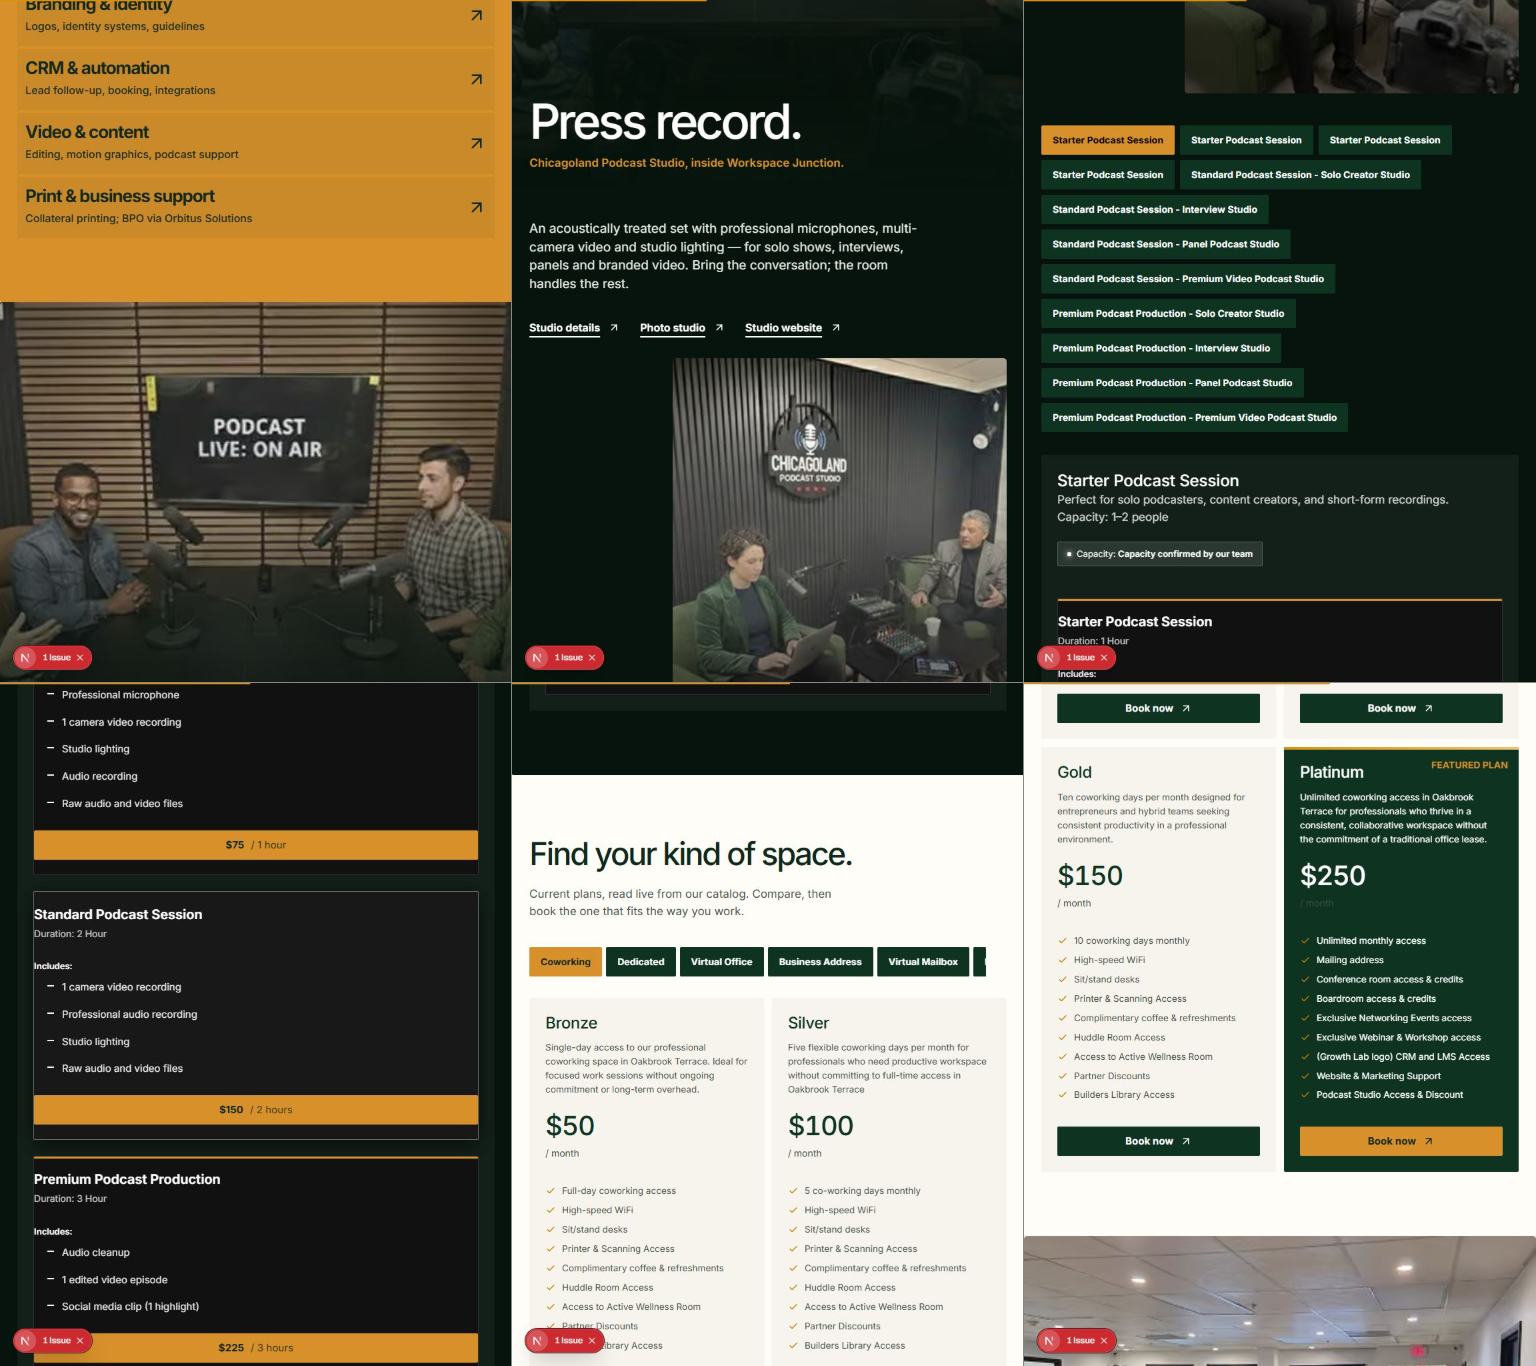 Branding & identity
Logos, identity systems, guidelines
CRM & automation
Lead follow-up, booking, integrations
Video & content
Editing, motion graphics, podcast support
Print & business support
Collateral printing; BPO via Orbitus Solutions
PODCAST
LIVE: ON AIR
N 1 Issue
Press record.
Chicagoland Podcast Studio, inside Workspace Junction.
An acoustically treated set with professional microphones, multi-
camera video and studio lighting — for solo shows, interviews,
panels and branded video. Bring the conversation; the room
handles the rest.
Studio details
Photo studio
Studio website
CHICAGOLAND
PODCAST STUDIO
N 1 Issue
Starter Podcast Session
Starter Podcast Session
Starter Podcast Session
Starter Podcast Session
Standard Podcast Session - Solo Creator Studio
Standard Podcast Session - Interview Studio
Standard Podcast Session - Panel Podcast Studio
Standard Podcast Session - Premium Video Podcast Studio
Premium Podcast Production - Solo Creator Studio
Premium Podcast Production - Interview Studio
Premium Podcast Production - Panel Podcast Studio
Premium Podcast Production - Premium Video Podcast Studio
Starter Podcast Session
Perfect for solo podcasters, content creators, and short-form recordings.
Capacity: 1–2 people
Capacity: Capacity confirmed by our team
Starter Podcast Session
Duration: 1 Hour
Includes:
N 1 Issue
Professional microphone
1 camera video recording
Studio lighting
Audio recording
Raw audio and video files
$75 / 1 hour
Standard Podcast Session
Duration: 2 Hour
Includes:
1 camera video recording
Professional audio recording
Studio lighting
Raw audio and video files
$150 / 2 hours
Premium Podcast Production
Duration: 3 Hour
Includes:
Audio cleanup
1 edited video episode
Social media clip (1 highlight)
$225 / 3 hours
N 1 Issue
Find your kind of space.
Current plans, read live from our catalog. Compare, then
book the one that fits the way you work.
Coworking
Dedicated
Virtual Office
Business Address
Virtual Mailbox
Bronze
Single-day access to our professional
coworking space in Oakbrook Terrace. Ideal for
focused work sessions without ongoing
commitment or long-term overhead.
$50
/ month
Full-day coworking access
High-speed WiFi
Sit/stand desks
Printer & Scanning Access
Complimentary coffee & refreshments
Huddle Room Access
Access to Active Wellness Room
Partner Discounts
Library Access
N 1 Issue
Silver
Five flexible coworking days per month for
professionals who need productive workspace
without committing to full-time access in
Oakbrook Terrace
$100
/ month
5 co-working days monthly
High-speed WiFi
Sit/stand desks
Printer & Scanning Access
Complimentary coffee & refreshments
Huddle Room Access
Access to Active Wellness Room
Partner Discounts
Builders Library Access
Book now
Book now
Gold
Ten coworking days per month designed for
entrepreneurs and hybrid teams seeking
consistent productivity in a professional
environment.
$150
/ month
10 coworking days monthly
High-speed WiFi
Sit/stand desks
Printer & Scanning Access
Complimentary coffee & refreshments
Huddle Room Access
Access to Active Wellness Room
Partner Discounts
Builders Library Access
Book now
FEATURED PLAN
Platinum
Unlimited coworking access in Oakbrook
Terrace for professionals who thrive in a
consistent, collaborative workspace without
the commitment of a traditional office lease.
$250
/ month
Unlimited monthly access
Mailing address
Conference room access & credits
Boardroom access & credits
Exclusive Networking Events access
Exclusive Webinar & Workshop access
(Growth Lab logo) CRM and LMS Access
Website & Marketing Support
Podcast Studio Access & Discount
Book now
N 1 Issue